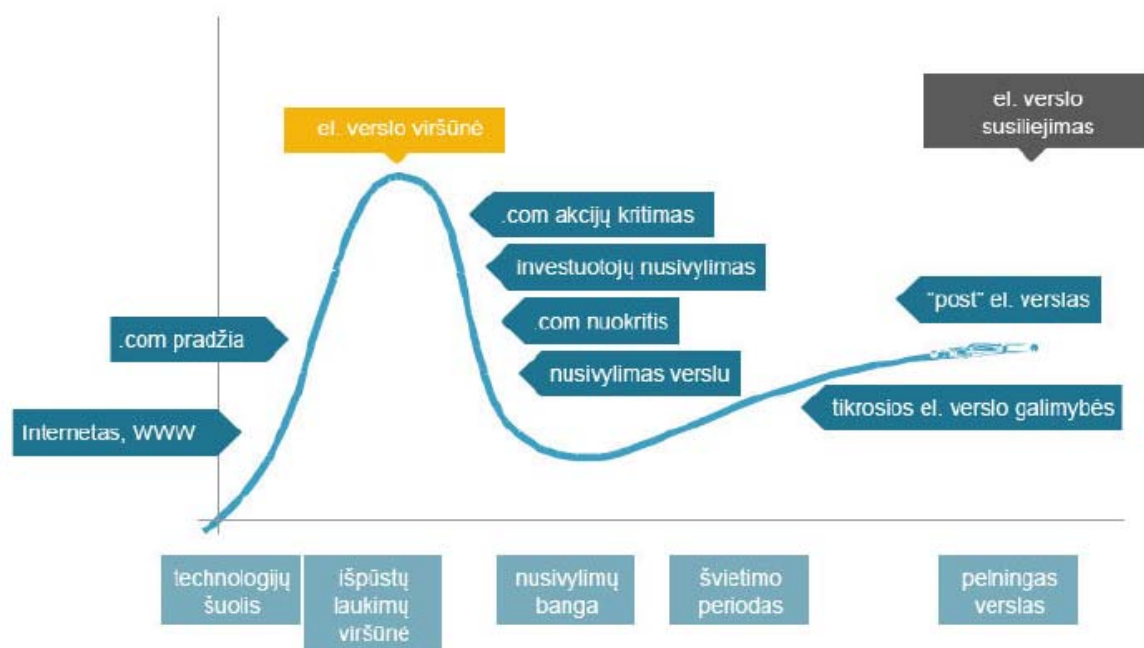 el. verslo viršūnė
el. verslo
susiliejimas
.com akcijų kritimas
investuotojų nusivylimas
"post" el. verslas
.com nuokritis
.com pradžia
nusivylimas verslu
tikrosios el. verslo galimybės
Internetas, WWW
technologijų
šuolis
išpūstų
laukimų
viršūnė
nusivylimų
banga
švietimo
periodas
pelningas
verslas